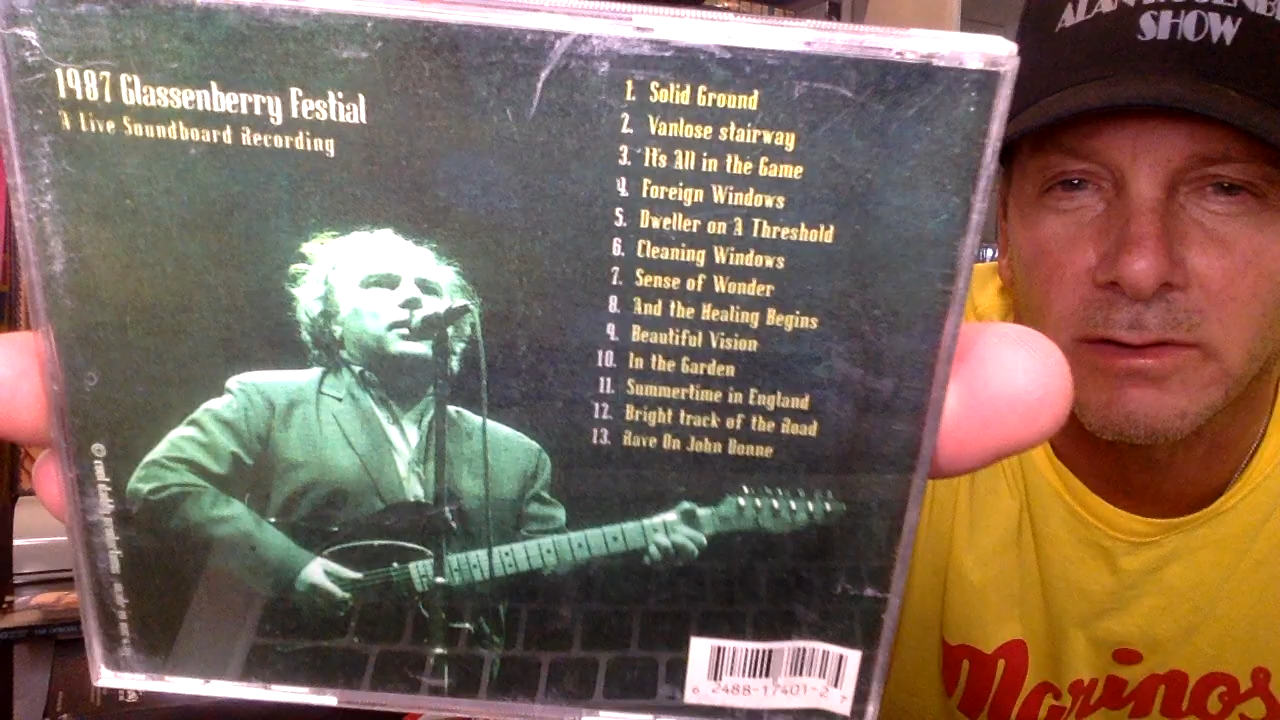 1987 Glassenberry Festial
A Live Soundboard Recording
1. Solid Ground
2. Vanlose stairway
3. It's All in the Game
4. Foreign Windows
5. Dweller on A Threshold
6. Cleaning Windows
7. Sense of Wonder
8. And the Healing Begins
9. Beautiful Vision
10. In the Garden
11. Summertime in England
12. Bright track of the Road
13. Rave On John Donne
6 2488-17401-2 7
SHOW
Marinos